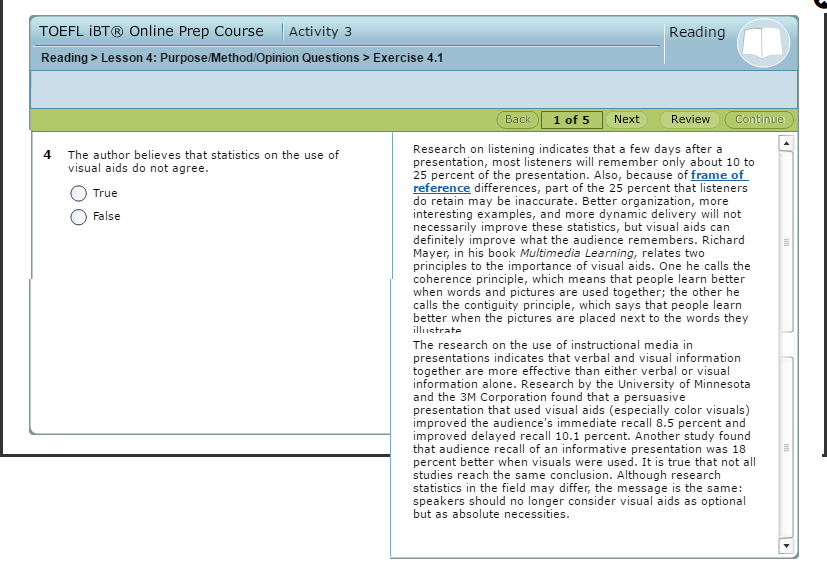 TOEFL iBT® Online Prep Course
Activity 3
Reading
Reading > Lesson 4: Purpose/Method/Opinion Questions > Exercise 4.1
Back
1 of 5
Next
Review
Continue
4 The author believes that statistics on the use of
visual aids do not agree.
True
False
Research on listening indicates that a few days after a
presentation, most listeners will remember only about 10 to
25 percent of the presentation. Also, because of frame of
reference differences, part of the 25 percent that listeners
do retain may be inaccurate. Better organization, more
interesting examples, and more dynamic delivery will not
necessarily improve these statistics, but visual aids can
definitely improve what the audience remembers. Richard
Mayer, in his book Multimedia Learning, relates two
principles to the importance of visual aids. One he calls the
coherence principle, which means that people learn better
when words and pictures are used together; the other he
calls the contiguity principle, which says that people learn
better when the pictures are placed next to the words they
illustrate
The research on the use of instructional media in
presentations indicates that verbal and visual information
together are more effective than either verbal or visual
information alone. Research by the University of Minnesota
and the 3M Corporation found that a persuasive
presentation that used visual aids (especially color visuals)
improved the audience's immediate recall 8.5 percent and
improved delayed recall 10.1 percent. Another study found
that audience recall of an informative presentation was 18
percent better when visuals were used. It is true that not all
studies reach the same conclusion. Although research
statistics in the field may differ, the message is the same:
speakers should no longer consider visual aids as optional
but as absolute necessities.